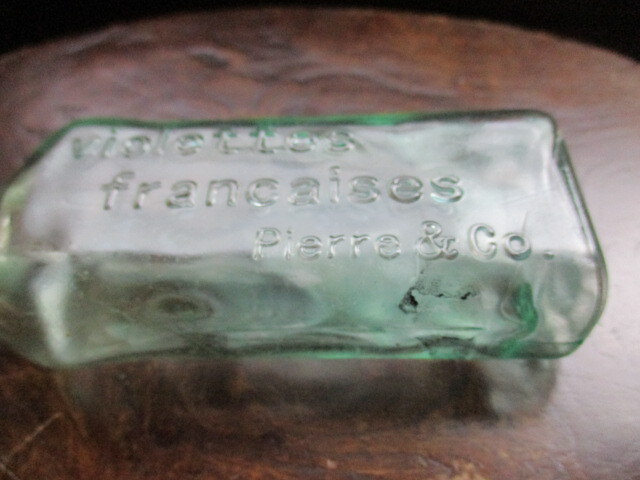 violettes
francaises
Pierre & Co.